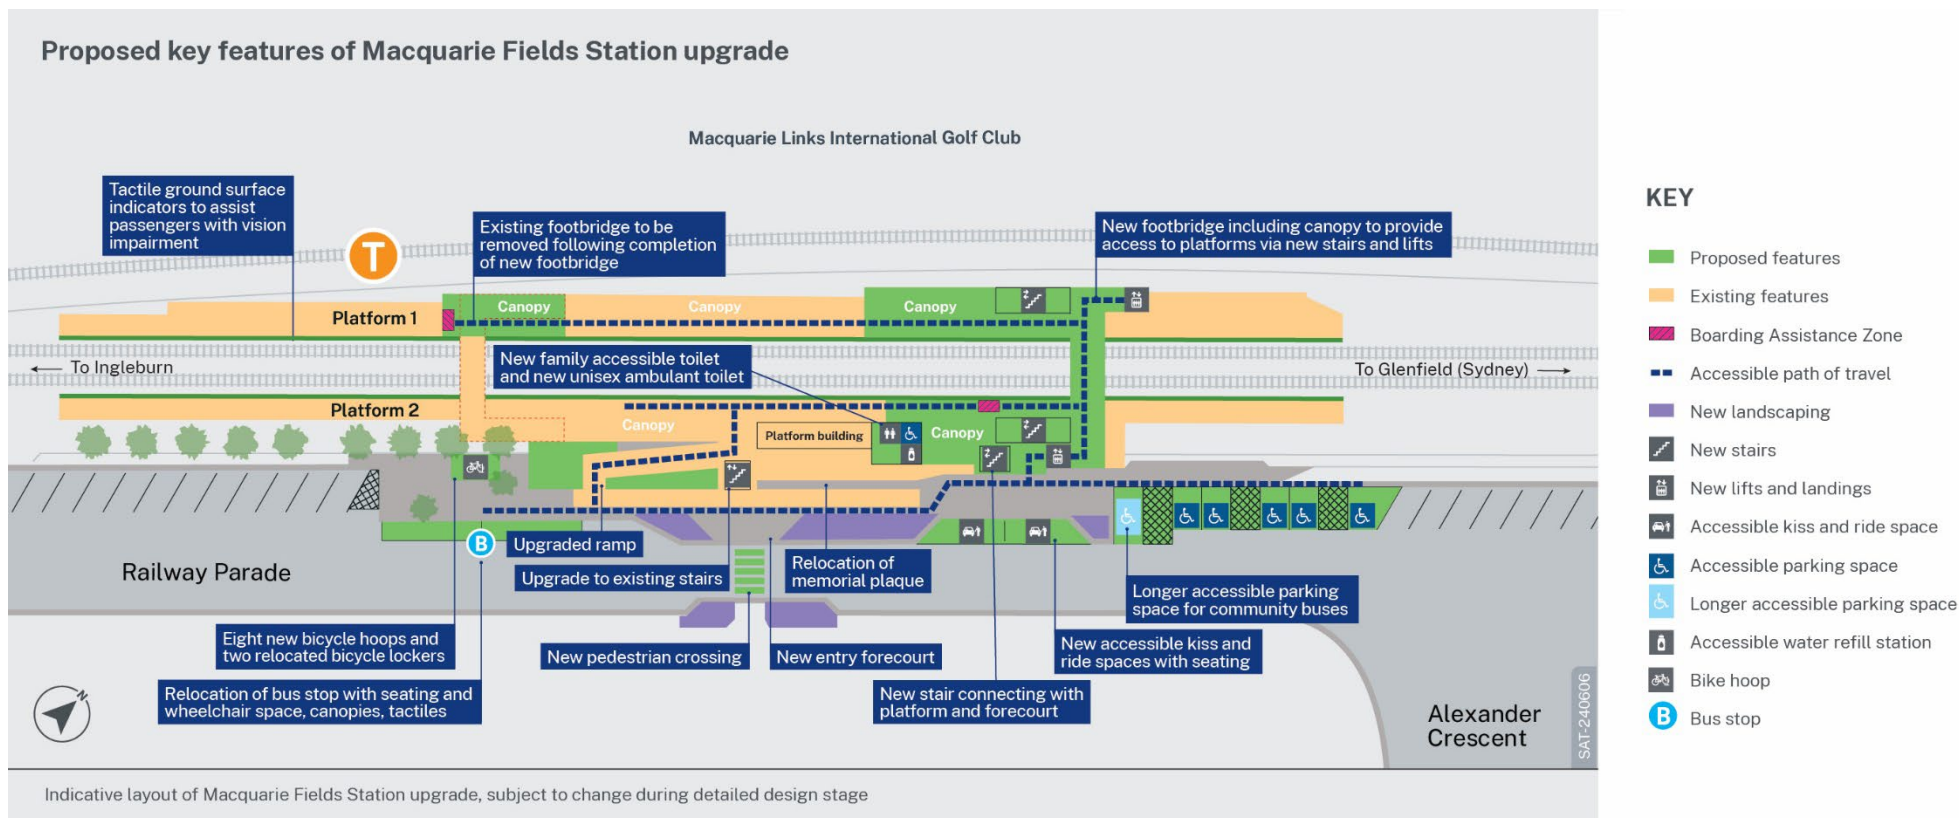 Proposed key features of Macquarie Fields Station upgrade
Macquarie Links International Golf Club
Tactile ground surface
indicators to assist
passengers with vision
impairment
T
Existing footbridge to be
removed following completion
of new footbridge
New footbridge including canopy to provide
access to platforms via new stairs and lifts
Platform 1
Canopy
Canopy
Canopy
To Ingleburn
New family accessible toilet
and new unisex ambulant toilet
To Glenfield (Sydney)
Platform 2
Canopy
Platform building
Canopy
B
Railway Parade
Upgraded ramp
Upgrade to existing stairs
Relocation of
memorial plaque
Longer accessible parking
space for community buses
Eight new bicycle hoops and
two relocated bicycle lockers
New pedestrian crossing
New entry forecourt
New accessible kiss and
ride spaces with seating
Relocation of bus stop with seating and
wheelchair space, canopies, tactiles
New stair connecting with
platform and forecourt
N
Alexander
Crescent
SAT-240606
Indicative layout of Macquarie Fields Station upgrade, subject to change during detailed design stage
KEY
Proposed features
Existing features
Boarding Assistance Zone
Accessible path of travel
New landscaping
New stairs
New lifts and landings
Accessible kiss and ride space
Accessible parking space
Longer accessible parking space
Accessible water refill station
Bike hoop
B Bus stop